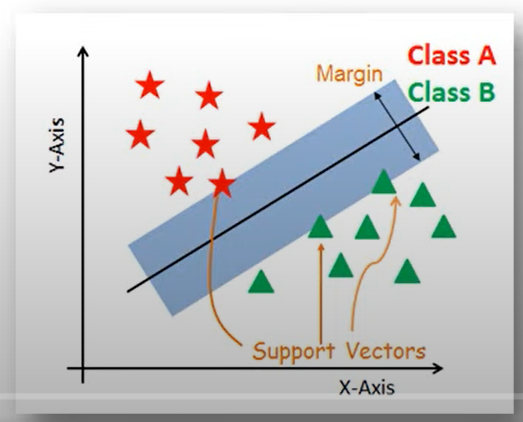 Class A
Margin
Class B
Y-Axis
Support Vectors
X-Axis